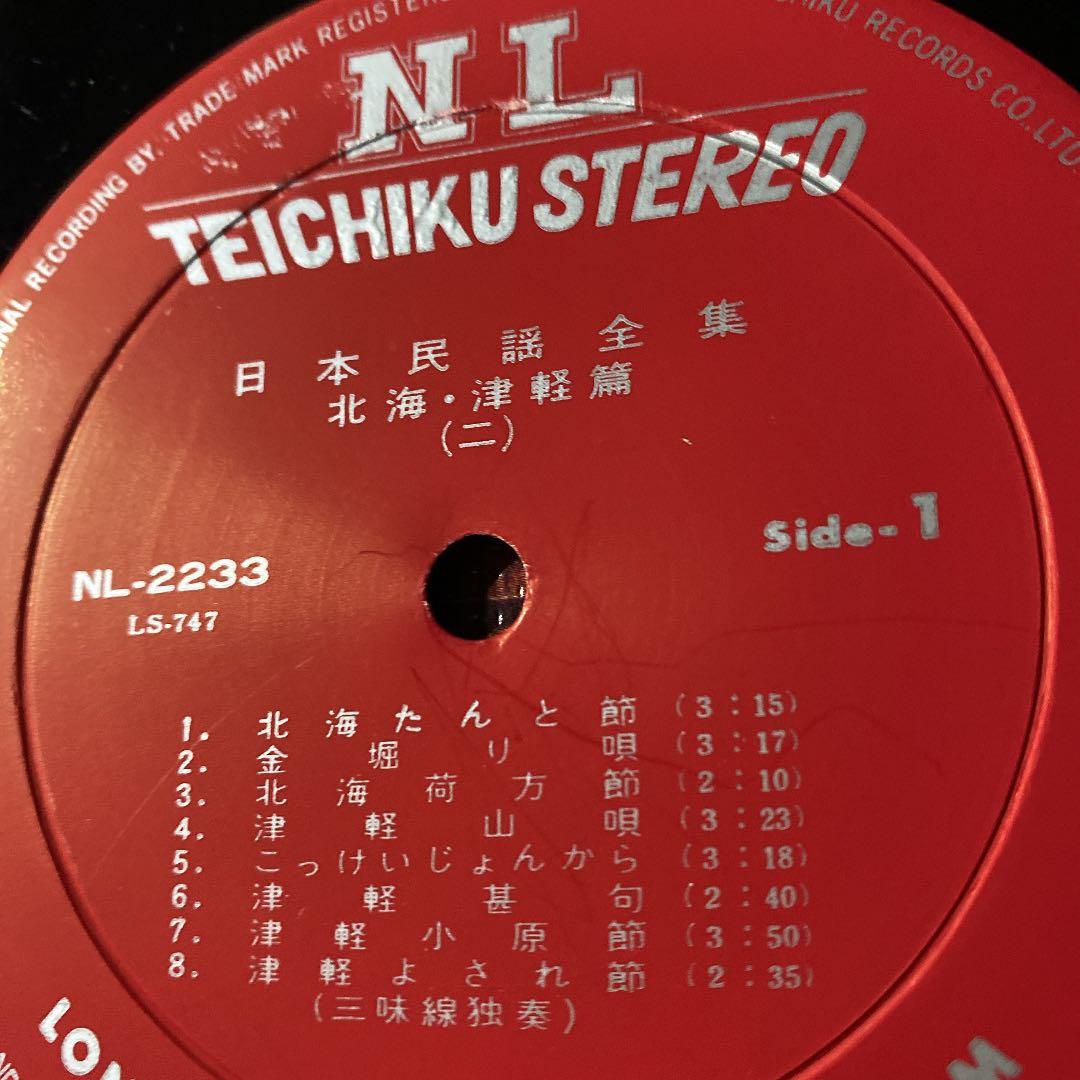 NAL RECORDING BY. TRADE MARK REGISTERE
IKU RECORDS CO. LTD
NL
TEICHIKU STEREO
日本民謡全集
北海・津軽篇
(二)
Side-1
NL-2233
LS-747
1. 北海たんと節 (3:15)
2. 金堀り唄 (3:17)
3. 北海荷方節 (2:10)
4. 津軽山唄 (3:23)
5. こっけいじょんから (3:18)
6. 津軽甚句 (2:40)
7. 津軽小原節 (3:50)
8. 津軽よされ節 (2:35)
(三味線独奏)
LON